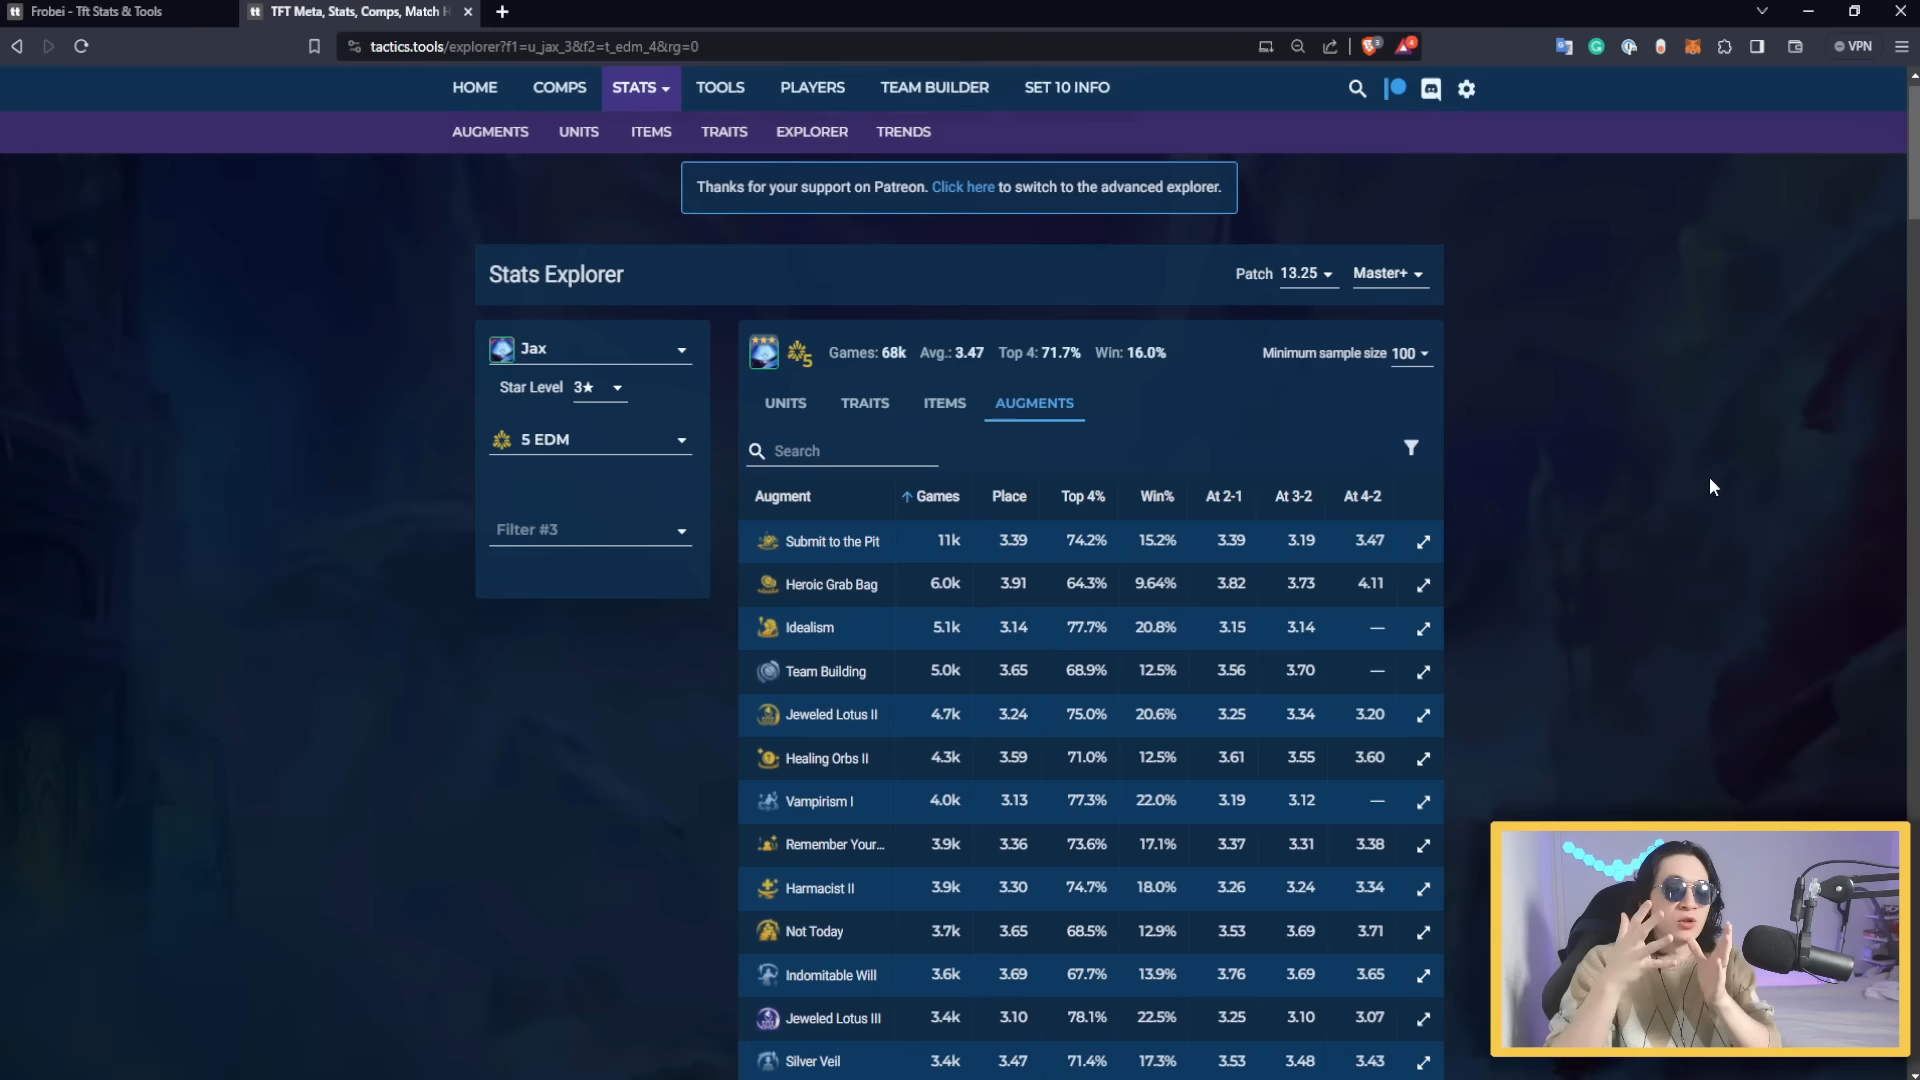 Frobei - Tft Stats & Tools
TFT Meta, Stats, Comps, Match H
tactics.tools/explorer?f1=u_jax_3&f2=t_edm_4&rg=0
VPN
HOME COMPS STATS TOOLS PLAYERS TEAM BUILDER SET 10 INFO
AUGMENTS UNITS ITEMS TRAITS EXPLORER TRENDS
Thanks for your support on Patreon. Click here to switch to the advanced explorer.
Stats Explorer
Patch 13.25 Master+
Jax
Star Level 3★
5 EDM
Filter #3
5 Games: 68k Avg.: 3.47 Top 4: 71.7% Win: 16.0% Minimum sample size 100
UNITS TRAITS ITEMS AUGMENTS
Search
Augment Games Place Top 4% Win% At 2-1 At 3-2 At 4-2
Submit to the Pit 11k 3.39 74.2% 15.2% 3.39 3.19 3.47
Heroic Grab Bag 6.0k 3.91 64.3% 9.64% 3.82 3.73 4.11
Idealism 5.1k 3.14 77.7% 20.8% 3.15 3.14 —
Team Building 5.0k 3.65 68.9% 12.5% 3.56 3.70 —
Jeweled Lotus II 4.7k 3.24 75.0% 20.6% 3.25 3.34 3.20
Healing Orbs II 4.3k 3.59 71.0% 12.5% 3.61 3.55 3.60
Vampirism I 4.0k 3.13 77.3% 22.0% 3.19 3.12 —
Remember Your... 3.9k 3.36 73.6% 17.1% 3.37 3.31 3.38
Harmacist II 3.9k 3.30 74.7% 18.0% 3.26 3.24 3.34
Not Today 3.7k 3.65 68.5% 12.9% 3.53 3.69 3.71
Indomitable Will 3.6k 3.69 67.7% 13.9% 3.76 3.69 3.65
Jeweled Lotus III 3.4k 3.10 78.1% 22.5% 3.25 3.10 3.07
Silver Veil 3.4k 3.47 71.4% 17.3% 3.53 3.48 3.43